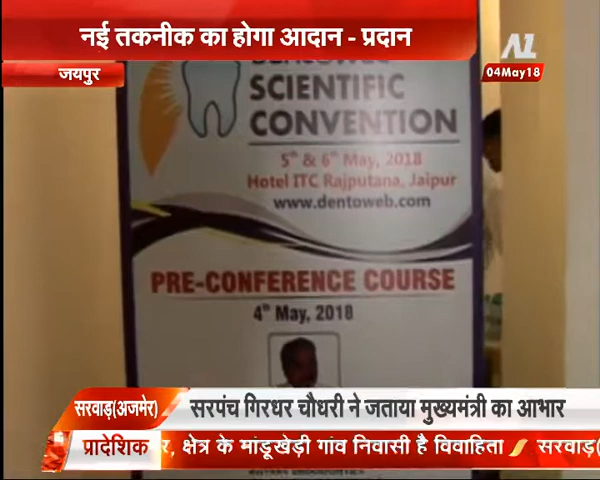 नई तकनीक का होगा आदान - प्रदान
जयपुर
A1
04May18
SCIENTIFIC
CONVENTION
5th & 6th May, 2018
Hotel ITC Rajputana, Jaipur
www.dentoweb.com
PRE-CONFERENCE COURSE
4th May, 2018
सरवाड़(अजमेर)
सरपंच गिरधर चौधरी ने जताया मुख्यमंत्री का आभार
प्रादेशिक
क्षेत्र के मांडूखेड़ी गांव निवासी है विवाहिता
सरवाड़(